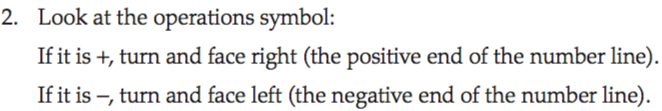 2. Look at the operations symbol:
If it is +, turn and face right (the positive end of the number line).
If it is –, turn and face left (the negative end of the number line).